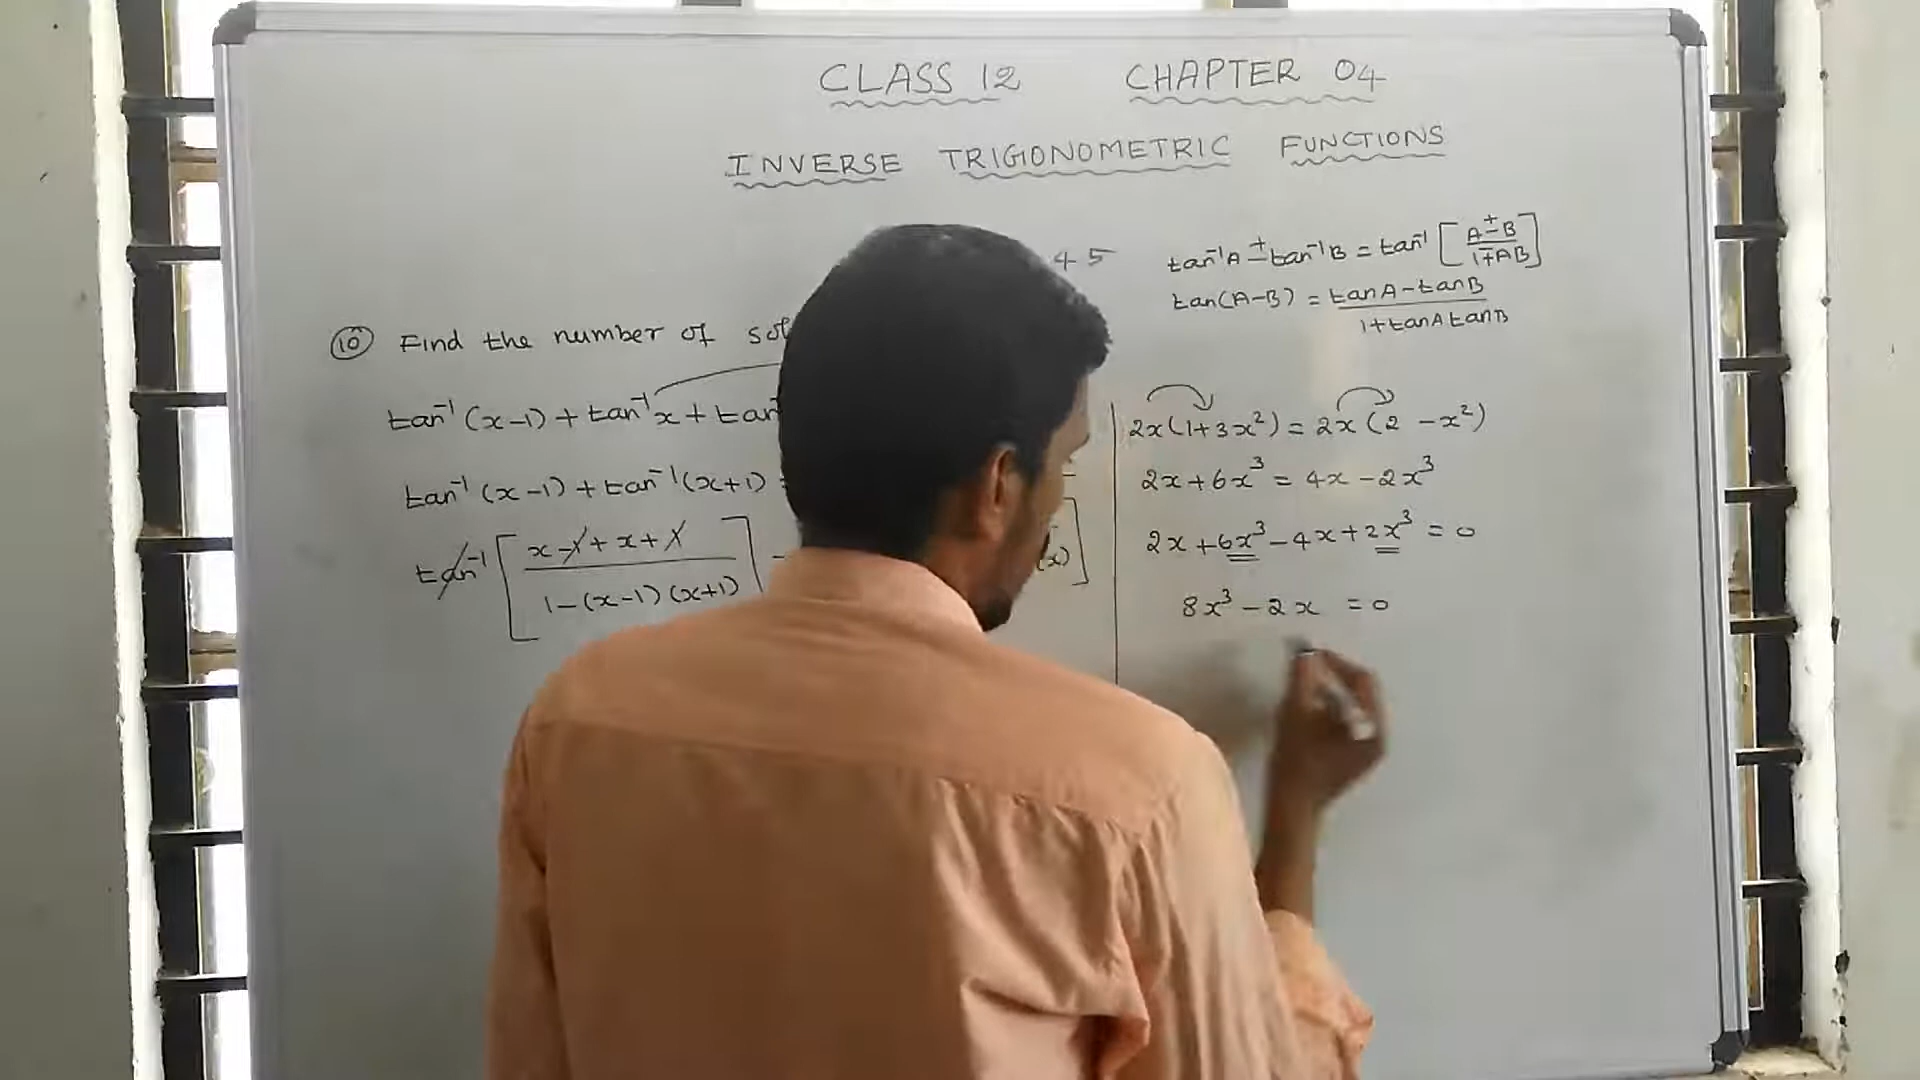 CLASS 12 CHAPTER 04
INVERSE TRIGONOMETRIC FUNCTIONS
45
tan⁻¹A ± tan⁻¹B = tan⁻¹ [ A±B / 1∓AB ]
tan(A-B) = tanA - tanB / 1+tanA tanB
⑩ Find the number of
tan⁻¹ (x-1) + tan⁻¹x + tan
tan⁻¹ (x-1) + tan⁻¹(x+1)
tan⁻¹ [ x-1+x+1 / 1-(x-1)(x+1) ]
x) ]
2x(1+3x²) = 2x(2 -x²)
2x+6x³ = 4x -2x³
2x +6x³ -4x+2x³ = 0
8x³ -2x = 0